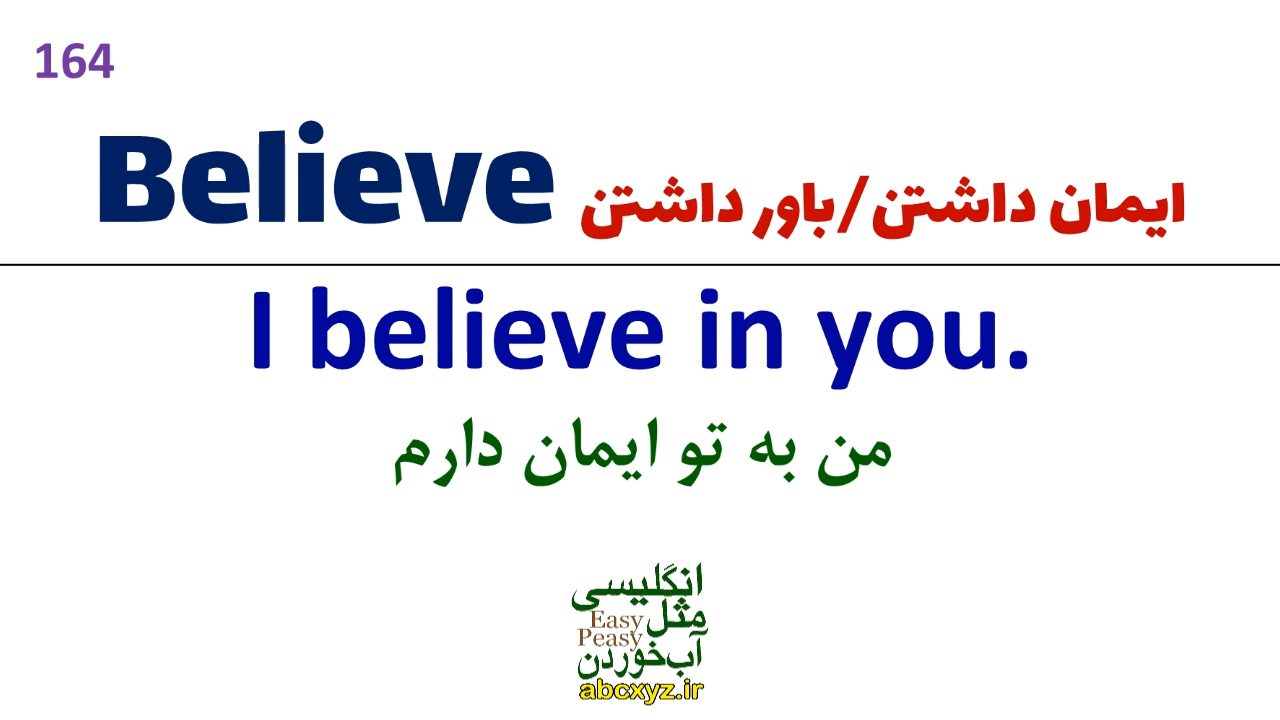 164
Believe ایمان داشتن/باور داشتن
I believe in you.
من به تو ایمان دارم
انگلیسی
مثل Easy
Peasy
آب‌خوردن
abcxyz.ir